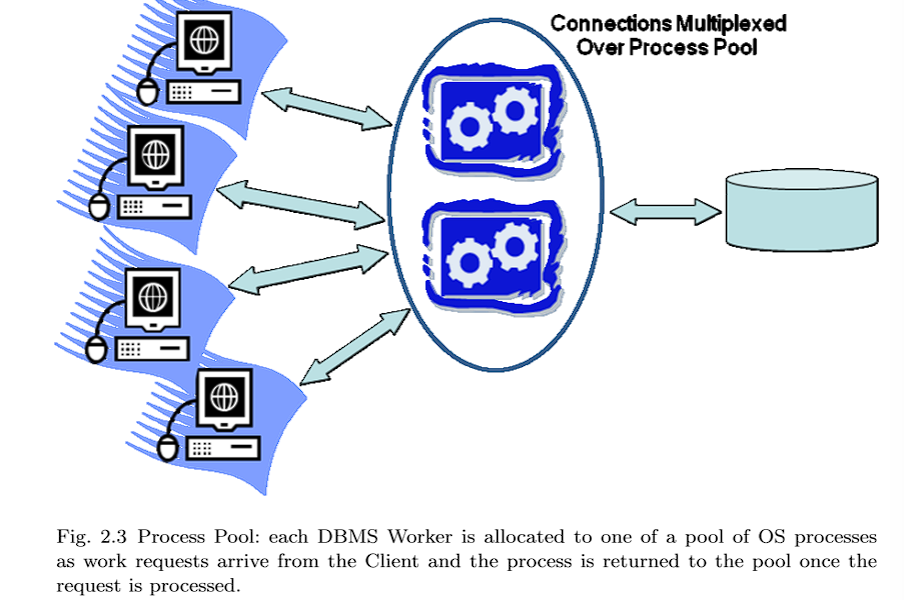 Connections Multiplexed
Over Process Pool
Fig. 2.3 Process Pool: each DBMS Worker is allocated to one of a pool of OS processes
as work requests arrive from the Client and the process is returned to the pool once the
request is processed.